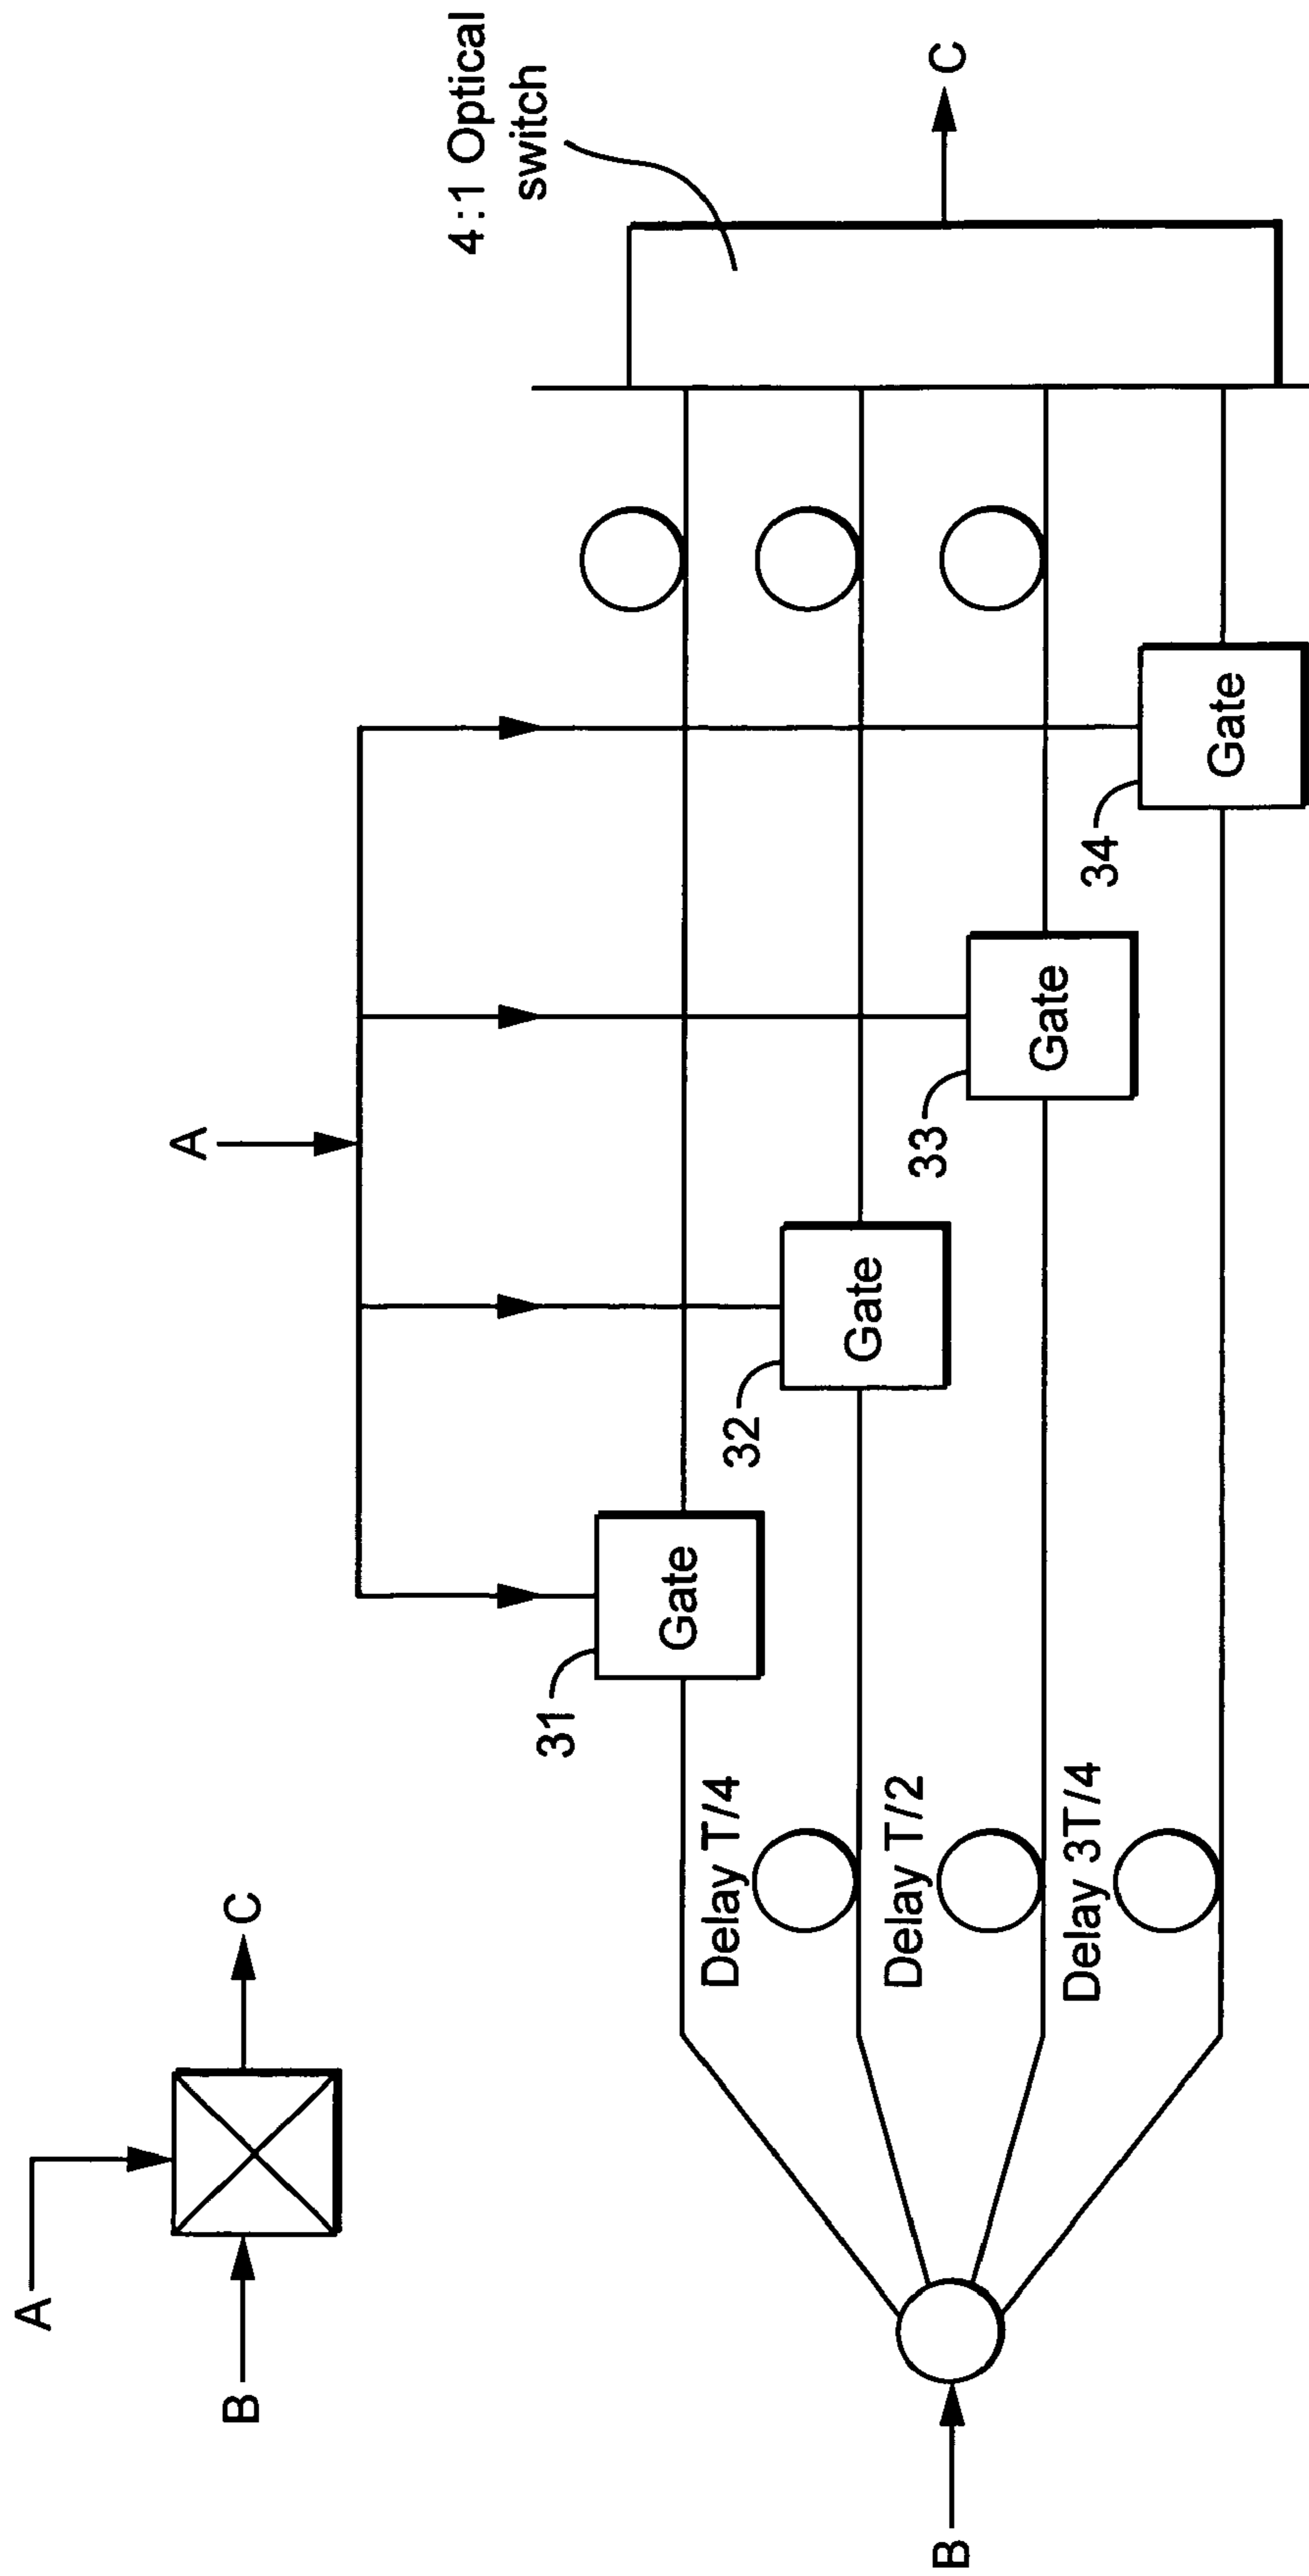 A
B
C
A
B
Delay T/4
Delay T/2
Delay 3T/4
31
Gate
32
Gate
33
Gate
34
Gate
4:1 Optical
switch
C